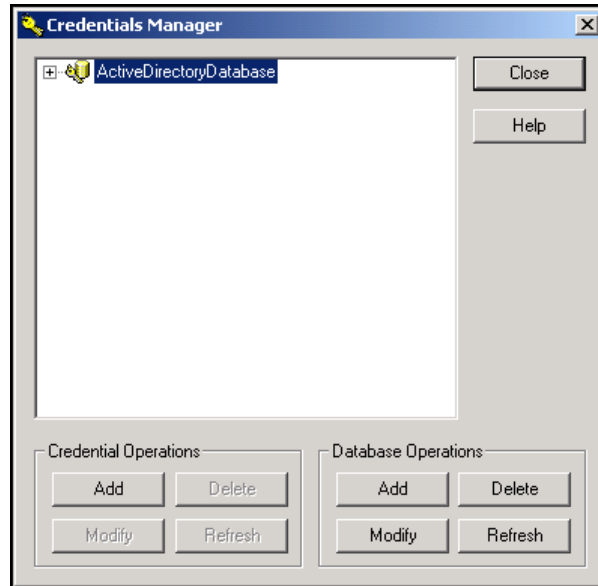 Credentials Manager
ActiveDirectoryDatabase
Close
Help
Credential Operations
Add
Delete
Modify
Refresh
Database Operations
Add
Delete
Modify
Refresh